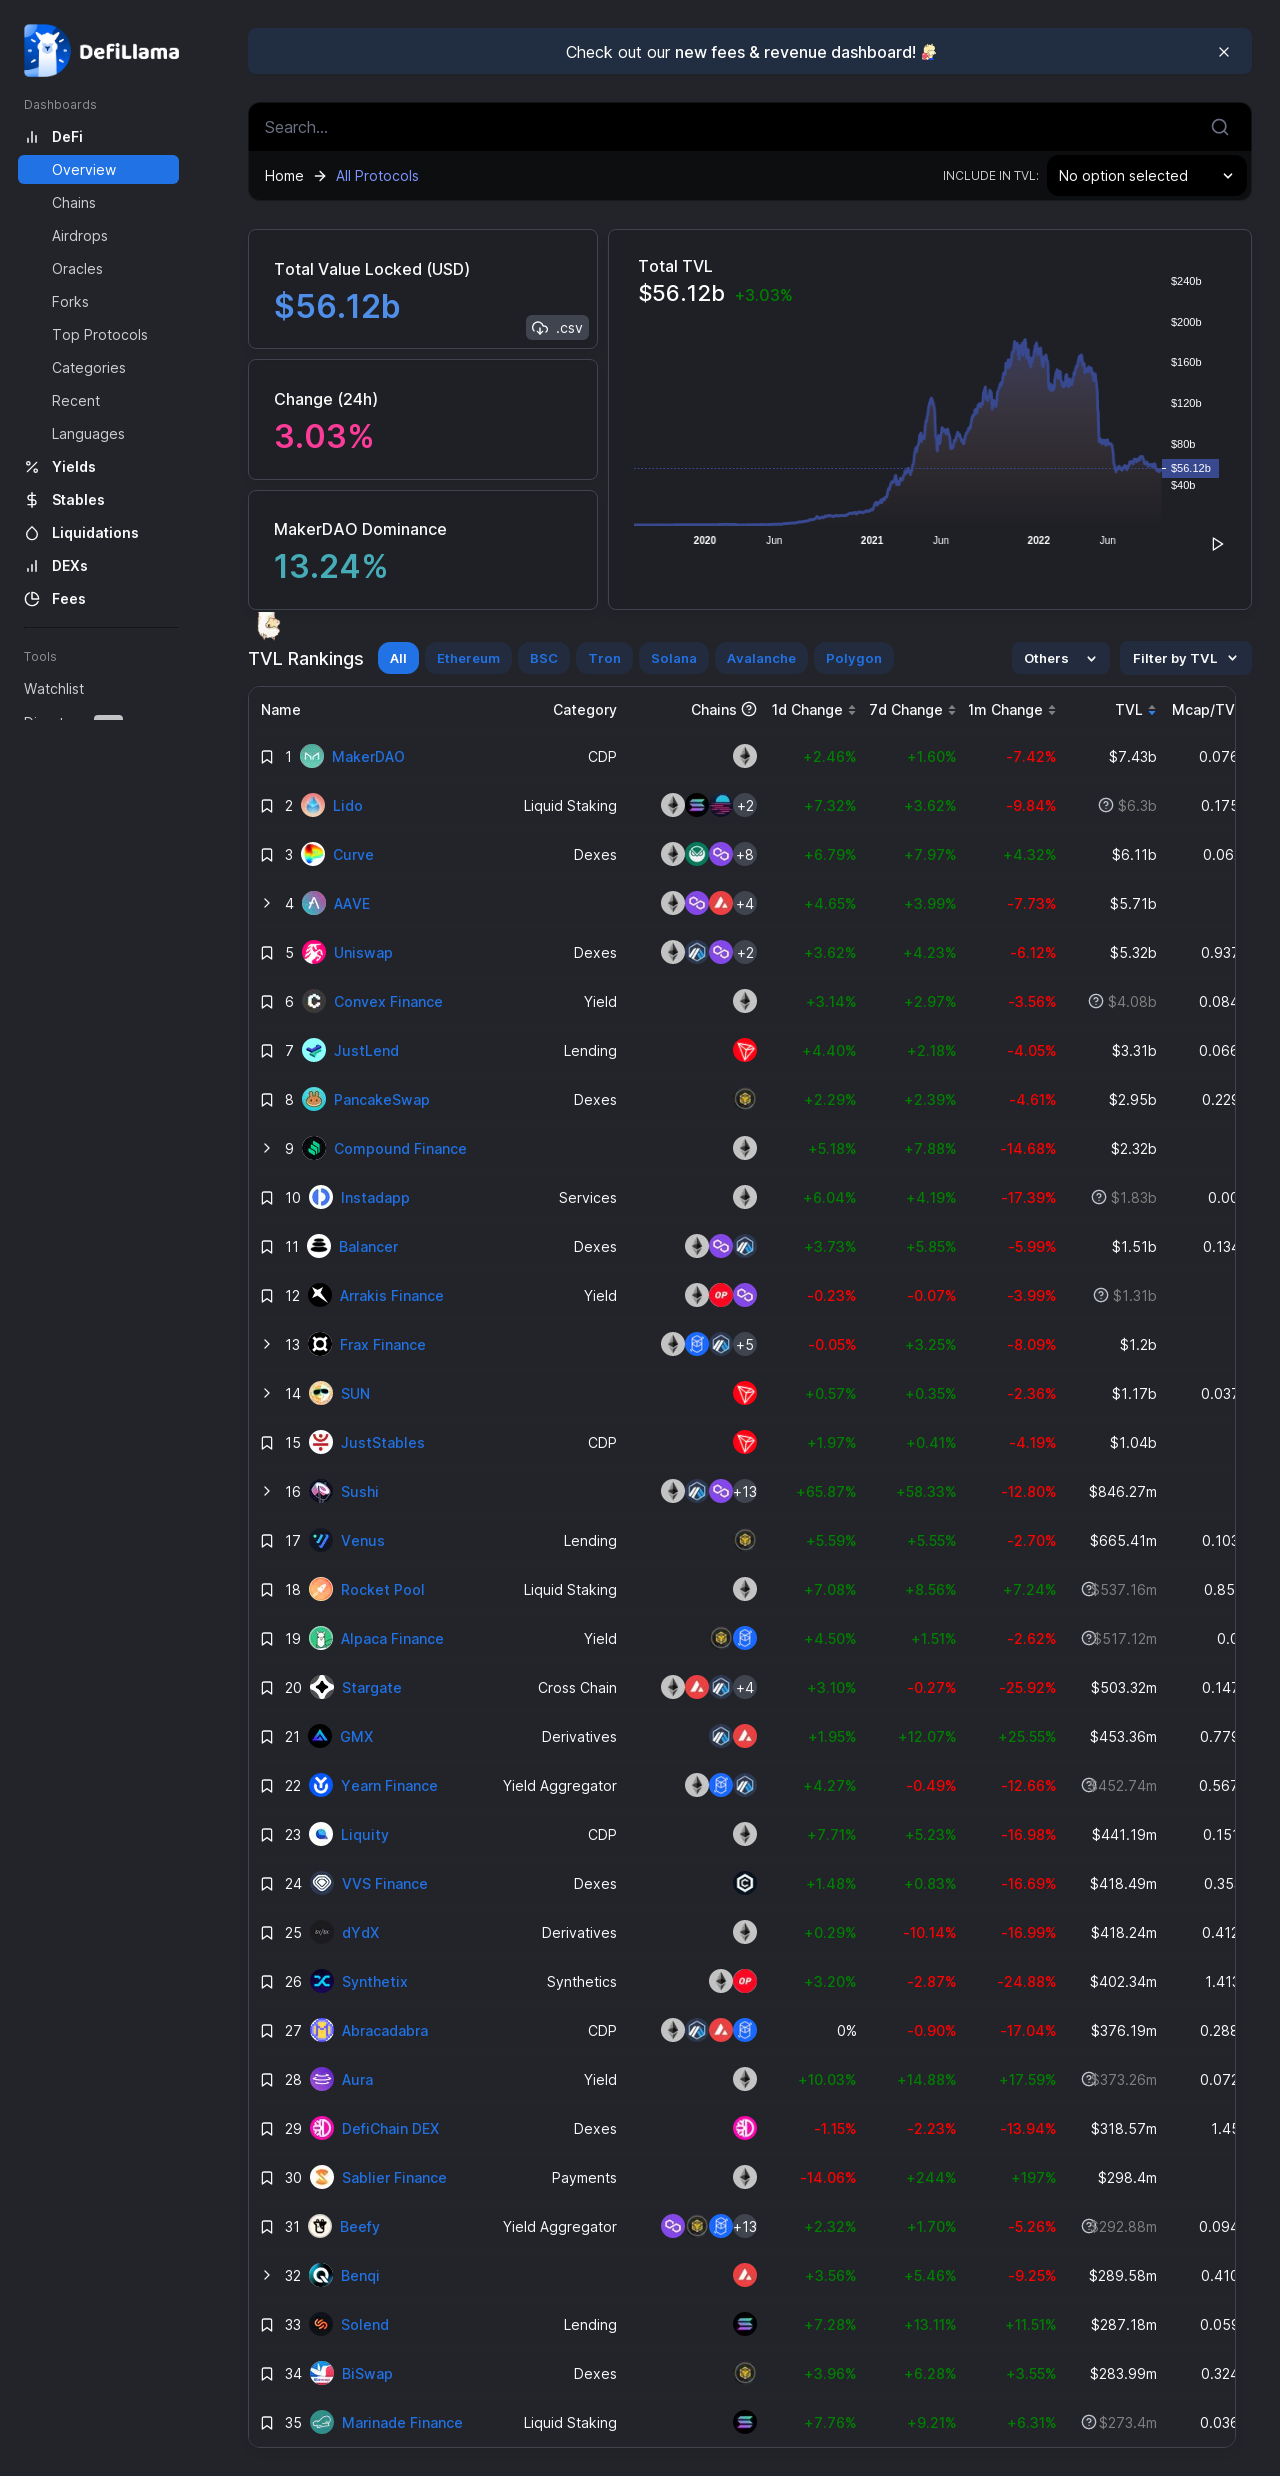 DefiLlama
Dashboards
DeFi
Overview
Chains
Airdrops
Oracles
Forks
Top Protocols
Categories
Recent
Languages
Yields
Stables
Liquidations
DEXs
Fees
Tools
Watchlist
Check out our new fees & revenue dashboard!
Search...
Home → All Protocols
INCLUDE IN TVL: No option selected
Total Value Locked (USD)
$56.12b
.csv
Change (24h)
3.03%
MakerDAO Dominance
13.24%
Total TVL
$56.12b +3.03%
$240b
$200b
$160b
$120b
$80b
$56.12b
$40b
2020 Jun 2021 Jun 2022 Jun
TVL Rankings All Ethereum BSC Tron Solana Avalanche Polygon Others Filter by TVL
Name Category Chains 1d Change 7d Change 1m Change TVL Mcap/TV
1 MakerDAO CDP +2.46% +1.60% -7.42% $7.43b 0.076
2 Lido Liquid Staking +2 +7.32% +3.62% -9.84% $6.3b 0.175
3 Curve Dexes +8 +6.79% +7.97% +4.32% $6.11b 0.06
4 AAVE +4 +4.65% +3.99% -7.73% $5.71b
5 Uniswap Dexes +2 +3.62% +4.23% -6.12% $5.32b 0.937
6 Convex Finance Yield +3.14% +2.97% -3.56% $4.08b 0.084
7 JustLend Lending +4.40% +2.18% -4.05% $3.31b 0.066
8 PancakeSwap Dexes +2.29% +2.39% -4.61% $2.95b 0.229
9 Compound Finance +5.18% +7.88% -14.68% $2.32b
10 Instadapp Services +6.04% +4.19% -17.39% $1.83b 0.00
11 Balancer Dexes +3.73% +5.85% -5.99% $1.51b 0.134
12 Arrakis Finance Yield OP -0.23% -0.07% -3.99% $1.31b
13 Frax Finance +5 -0.05% +3.25% -8.09% $1.2b
14 SUN +0.57% +0.35% -2.36% $1.17b 0.037
15 JustStables CDP +1.97% +0.41% -4.19% $1.04b
16 Sushi +13 +65.87% +58.33% -12.80% $846.27m
17 Venus Lending +5.59% +5.55% -2.70% $665.41m 0.103
18 Rocket Pool Liquid Staking +7.08% +8.56% +7.24% $537.16m 0.85
19 Alpaca Finance Yield +4.50% +1.51% -2.62% $517.12m 0.0
20 Stargate Cross Chain +4 +3.10% -0.27% -25.92% $503.32m 0.147
21 GMX Derivatives +1.95% +12.07% +25.55% $453.36m 0.779
22 Yearn Finance Yield Aggregator +4.27% -0.49% -12.66% $452.74m 0.567
23 Liquity CDP +7.71% +5.23% -16.98% $441.19m 0.151
24 VVS Finance Dexes +1.48% +0.83% -16.69% $418.49m 0.35
25 dYdX Derivatives +0.29% -10.14% -16.99% $418.24m 0.412
26 Synthetix Synthetics OP +3.20% -2.87% -24.88% $402.34m 1.413
27 Abracadabra CDP 0% -0.90% -17.04% $376.19m 0.288
28 Aura Yield +10.03% +14.88% +17.59% $373.26m 0.072
29 DefiChain DEX Dexes -1.15% -2.23% -13.94% $318.57m 1.45
30 Sablier Finance Payments -14.06% +244% +197% $298.4m
31 Beefy Yield Aggregator +13 +2.32% +1.70% -5.26% $292.88m 0.094
32 Benqi +3.56% +5.46% -9.25% $289.58m 0.410
33 Solend Lending +7.28% +13.11% +11.51% $287.18m 0.059
34 BiSwap Dexes +3.96% +6.28% +3.55% $283.99m 0.324
35 Marinade Finance Liquid Staking +7.76% +9.21% +6.31% $273.4m 0.036